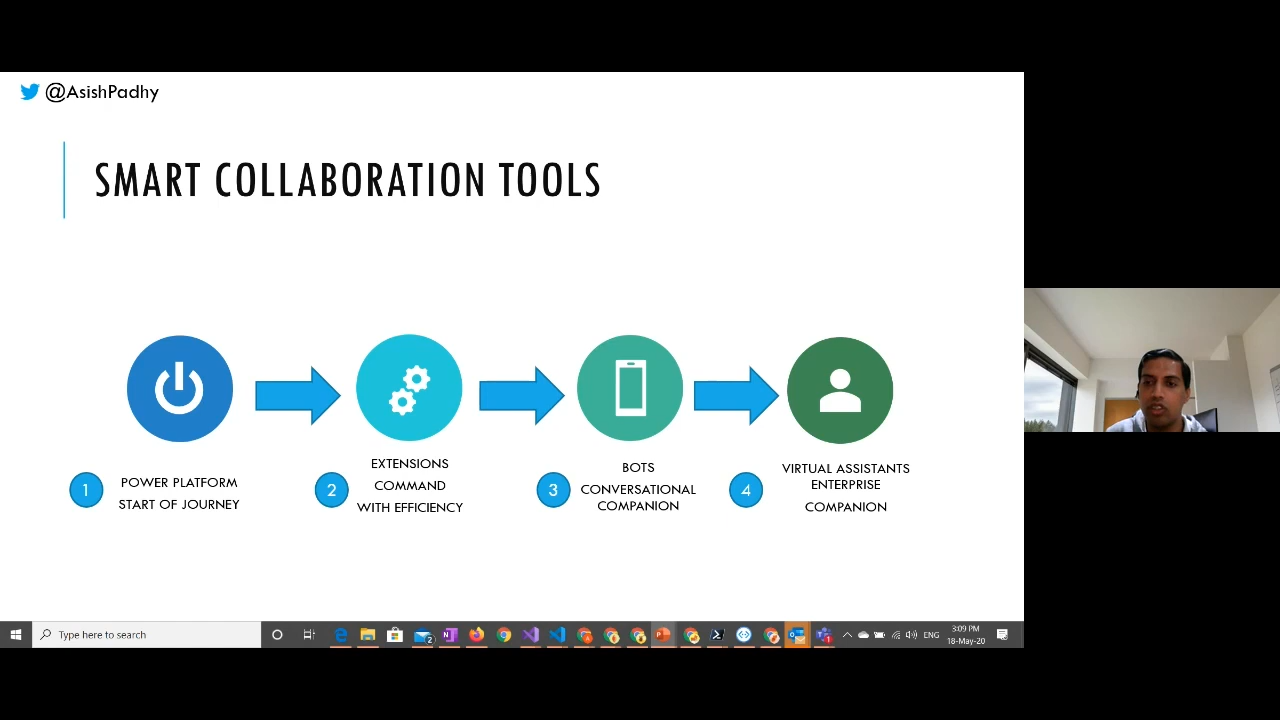 @AsishPadhy
SMART COLLABORATION TOOLS
1
POWER PLATFORM
START OF JOURNEY
2
EXTENSIONS
COMMAND
WITH EFFICIENCY
3
BOTS
CONVERSATIONAL
COMPANION
4
VIRTUAL ASSISTANTS
ENTERPRISE
COMPANION
Type here to search
ENG
3:09 PM
18-May-20